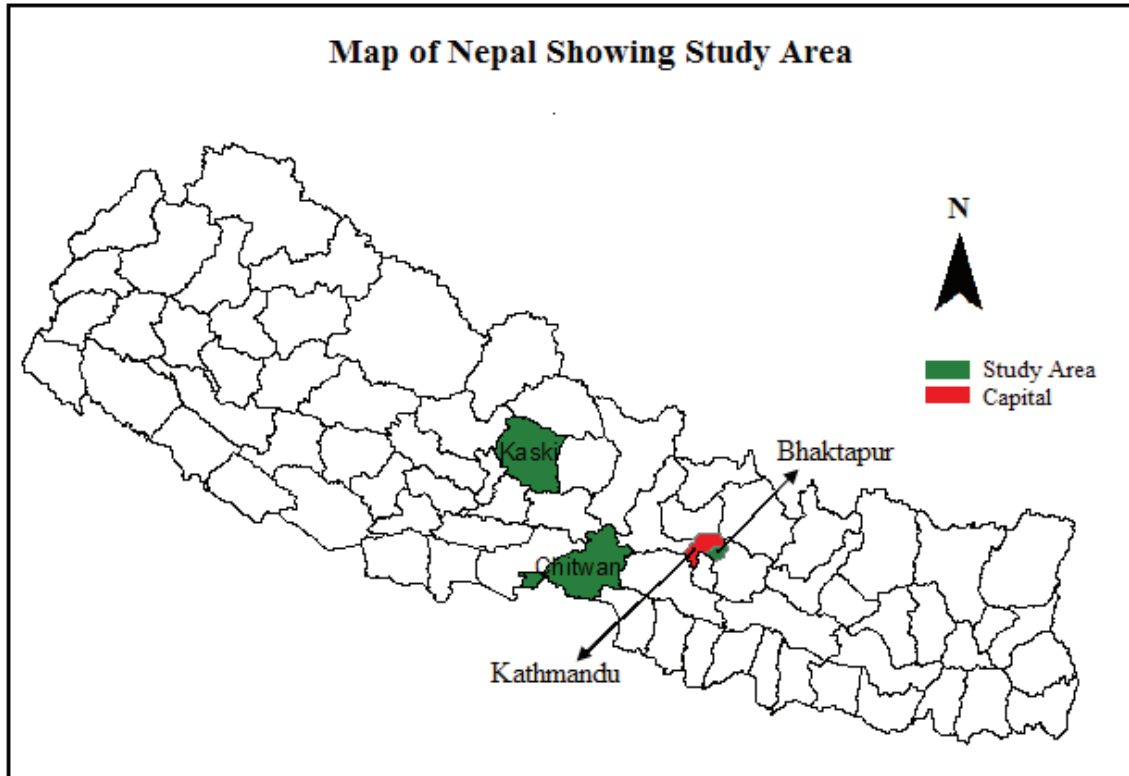 Map of Nepal Showing Study Area
N
Study Area
Capital
Bhaktapur
Kaski
Chitwan
Kathmandu